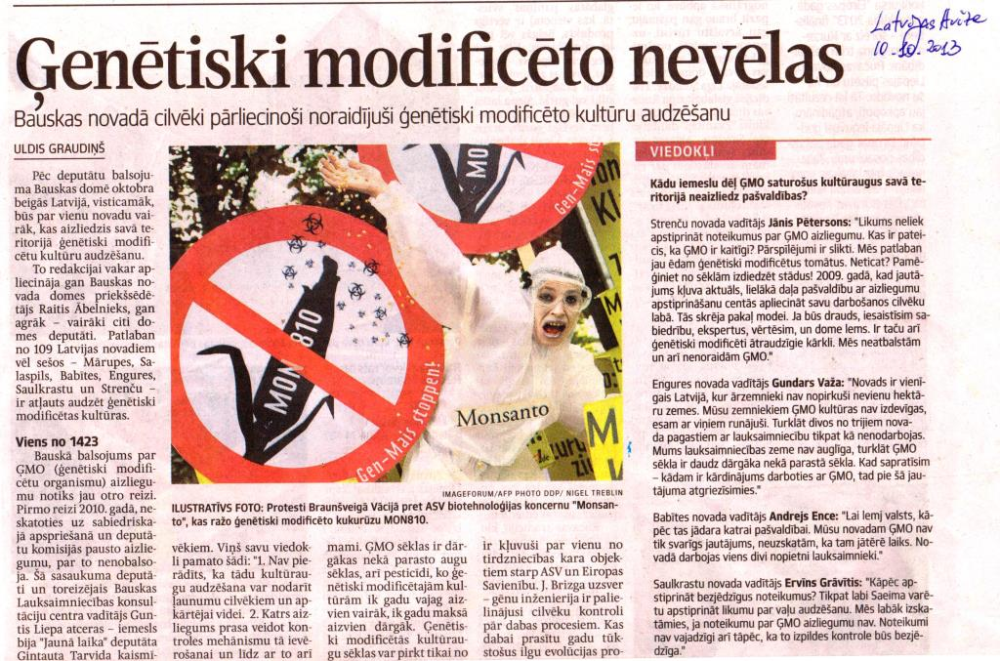 Latvijas Avīze
10.10.2013
Ģenētiski modificēto nevēlas
Bauskas novadā cilvēki pārliecinoši noraidījuši ģenētiski modificēto kultūru audzēšanu
ULDIS GRAUDIŅŠ
Pēc deputātu balsoju-
ma Bauskas domē oktobra
beigās Latvijā, visticamāk,
būs par vienu novadu vai-
rāk, kas aizliedzis savā te-
ritorijā ģenētiski modifi-
cētu kultūru audzēšanu.
To redakcijai vakar ap-
liecināja gan Bauskas no-
vada domes priekšsēdē-
tājs Raitis Ābelnieks, gan
agrāk – vairāki citi do-
mes deputāti. Patlaban
no 109 Latvijas novadiem
vēl sešos – Mārupes, Sa-
laspils, Babītes, Engures,
Saulkrastu un Strenču –
ir atļauts audzēt ģenētiski
modificētas kultūras.
Viens no 1423
Bauskā balsojums par
ĢMO (ģenētiski modifi-
cētu organismu) aizliegu-
mu notiks jau otro reizi.
Pirmo reizi 2010. gadā, ne-
skatoties uz sabiedriska-
jā apspriešanā un deputā-
tu komisijās pausto aizlie-
gumu, par to nenobalso-
ja. Šā sasaukuma deputā-
ti un toreizējais Bauskas
Lauksaimniecības konsul-
tāciju centra vadītājs Gun-
tis Liepa atceras – iemesls
bija "Jaunā laika" deputāta
Gintauta Tarvida kaismī-
MON
Gen-Mais st
MON 810
Gen-Mais stoppen!
Monsanto
IMAGEFORUM/AFP PHOTO DDP/ NIGEL TREBLIN
ILUSTRATĪVS FOTO: Protesti Braunšveigā Vācijā pret ASV biotehnoloģijas koncernu "Monsan-
to", kas ražo ģenētiski modificēto kukurūzu MON810.
vēkiem. Viņš savu viedok-
li pamato šādi: "1. Nav pie-
rādīts, ka tādu kultūrau-
gu audzēšana var nodarīt
ļaunumu cilvēkiem un ap-
kārtējai videi. 2. Katrs aiz-
liegums prasa veidot kont-
roles mehānismu tā ievē-
rošanai un līdz ar to arī
mami. ĢMO sēklas ir dār-
gākas nekā parasto augu
sēklas, arī pesticīdi, ko ģe-
nētiski modificētajām kul-
tūrām ik gadu vajag aiz-
vien vairāk, ik gadu maksā
aizvien dārgāk. Ģenētis-
ki modificētās kultūrau-
gu sēklas var pirkt tikai no
ir kļuvuši par vienu no
tirdzniecības kara objek-
tiem starp ASV un Eiropas
Savienību. J. Brizga uzsver
– gēnu inženierija ir palie-
linājusi cilvēku kontroli
pār dabas procesiem. Kas
dabai prasītu gadu tūk-
stošus ilgu evolūcijas pro-
VIEDOKĻI
Kādu iemeslu dēļ ĢMO saturošus kultūraugus savā te-
ritorijā neaizliedz pašvaldības?
Strenču novada vadītājs Jānis Pētersons: "Likums neliek
apstiprināt noteikumus par ĢMO aizliegumu. Kas ir patei-
cis, ka ĢMO ir kaitīgi? Pārspīlējumi ir slikti. Mēs patlaban
jau ēdam ģenētiski modificētus tomātus. Neticat? Pamē-
ģiniet no sēklām izdiedzēt stādus! 2009. gadā, kad jautā-
jums kļuva aktuāls, lielākā daļa pašvaldību ar aizliegumu
apstiprināšanu centās apliecināt savu darbošanos cilvēku
labā. Tās skrēja pakaļ modei. Ja būs drauds, iesaistīsim sa-
biedrību, ekspertus, vērtēsim, un dome lems. Ir taču arī
ģenētiski modificēti ātraudzīgie kārkli. Mēs neatbalstām
un arī nenoraidām ĢMO."
Engures novada vadītājs Gundars Važa: "Novads ir vienī-
gais Latvijā, kur ārzemnieki nav nopirkuši nevienu hektā-
ru zemes. Mūsu zemniekiem ĢMO kultūras nav izdevīgas,
esam ar viņiem runājuši. Turklāt divos no trijiem nova-
da pagastiem ar lauksaimniecību tikpat kā nenodarbojas.
Mums lauksaimniecības zeme nav auglīga, turklāt ĢMO
sēkla ir daudz dārgāka nekā parastā sēkla. Kad sapratīsim
– kādam ir kārdinājums darboties ar ĢMO, tad pie šā jau-
tājuma atgriezīsimies."
Babītes novada vadītājs Andrejs Ence: "Lai lemj valsts, kā-
pēc tas jādara katrai pašvaldībai. Mūsu novadam ĢMO nav
tik svarīgs jautājums, neuzskatām, ka tam jātērē laiks. No-
vadā darbojas viens divi nopietni lauksaimnieki."
Saulkrastu novada vadītājs Ervīns Grāvītis: "Kāpēc ap-
stiprināt bezjēdzīgus noteikumus? Tikpat labi Saeima varē-
tu apstiprināt likumu par vaļu audzēšanu. Mēs labāk izska-
tāmies, ja noteikumu par ĢMO aizliegumu nav. Noteikumi
nav vajadzīgi arī tāpēc, ka to izpildes kontrole būs bezjē-
dzīga."